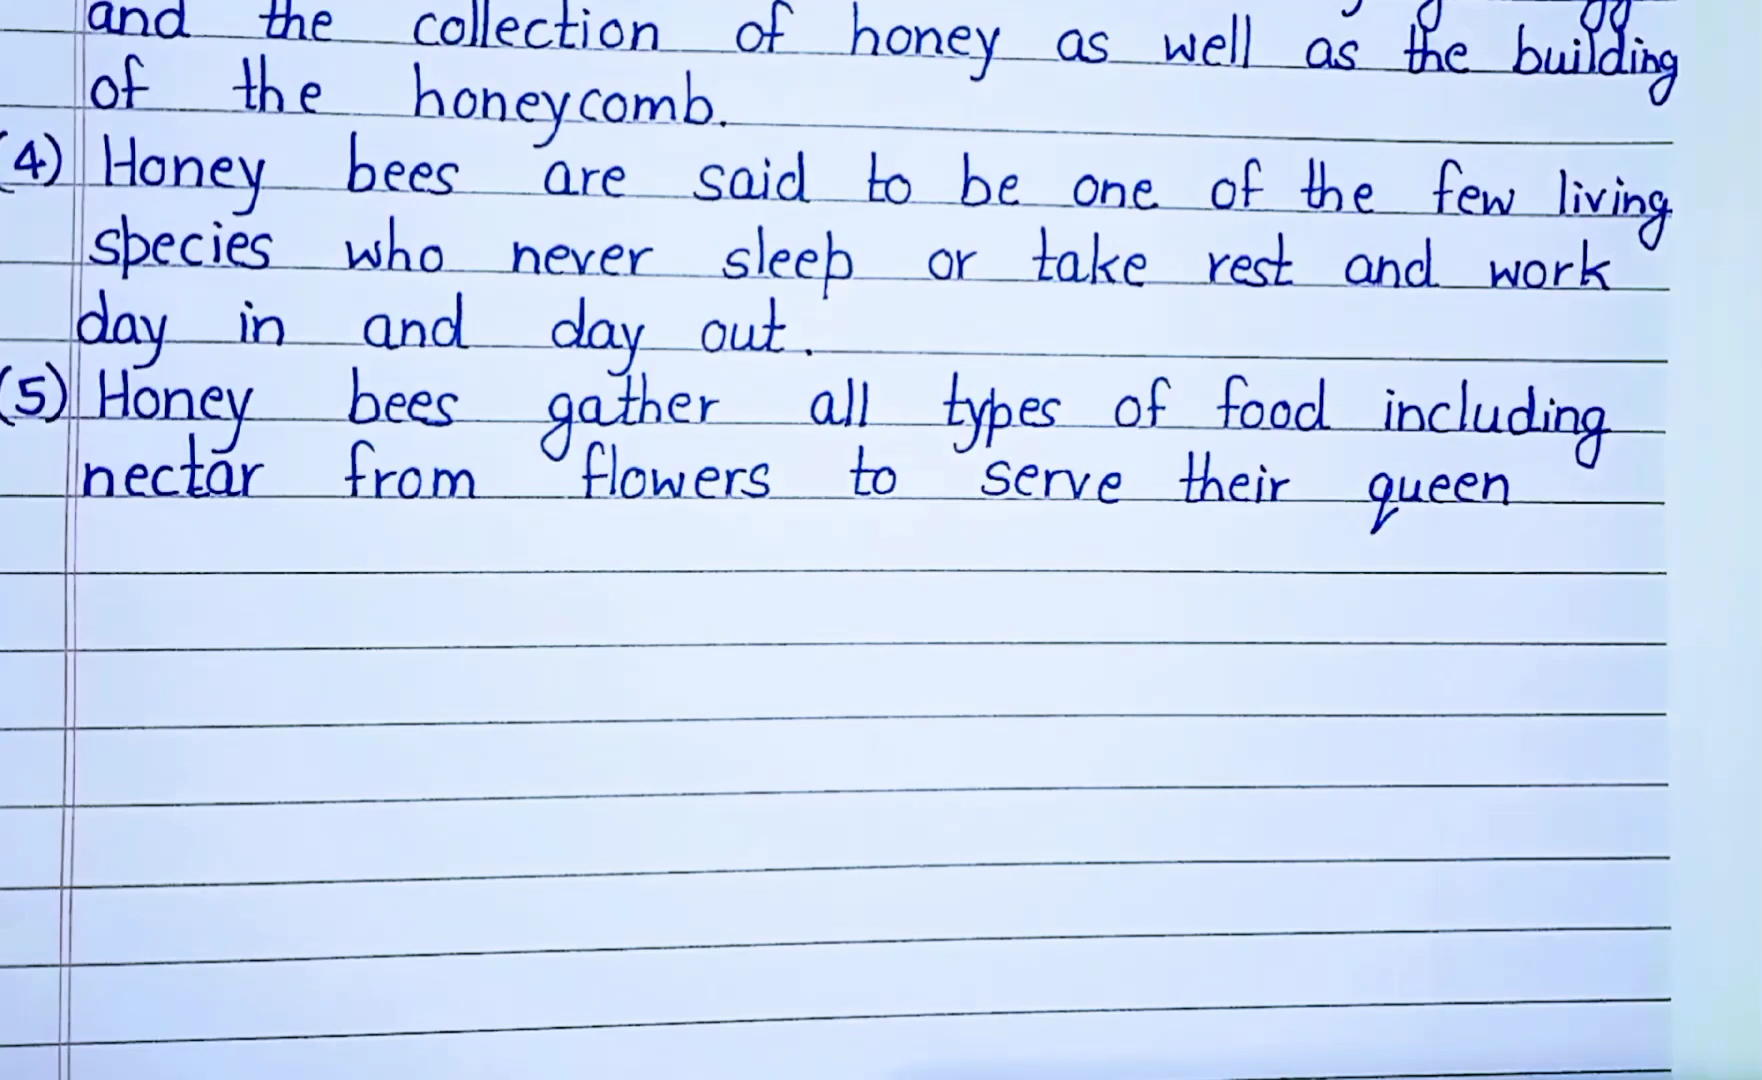 and the collection of honey as well as the building
of the honeycomb.
(4) Honey bees are said to be one of the few living
species who never sleep or take rest and work
day in and day out.
(5) Honey bees gather all types of food including
nectar from flowers to serve their queen